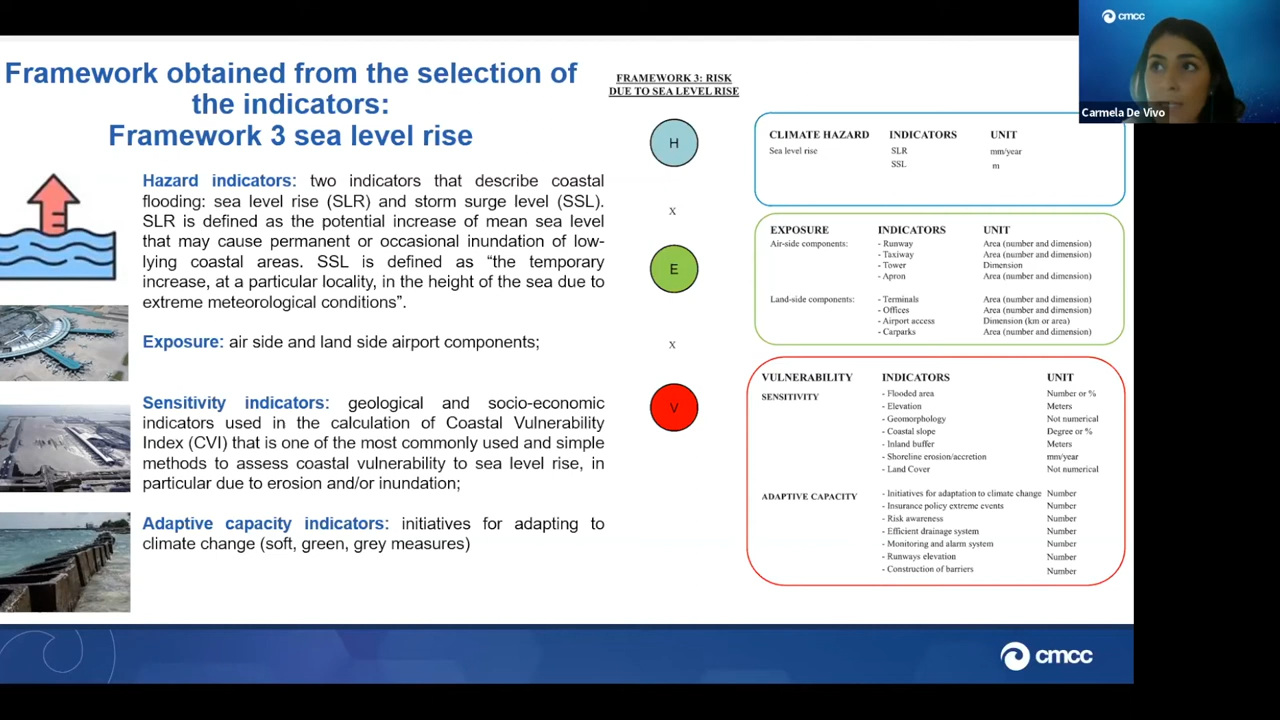 Framework obtained from the selection of
the indicators:
Framework 3 sea level rise
Hazard indicators: two indicators that describe coastal
flooding: sea level rise (SLR) and storm surge level (SSL).
SLR is defined as the potential increase of mean sea level
that may cause permanent or occasional inundation of low-
lying coastal areas. SSL is defined as “the temporary
increase, at a particular locality, in the height of the sea due to
extreme meteorological conditions”.
Exposure: air side and land side airport components;
Sensitivity indicators: geological and socio-economic
indicators used in the calculation of Coastal Vulnerability
Index (CVI) that is one of the most commonly used and simple
methods to assess coastal vulnerability to sea level rise, in
particular due to erosion and/or inundation;
Adaptive capacity indicators: initiatives for adapting to
climate change (soft, green, grey measures)
FRAMEWORK 3: RISK
DUE TO SEA LEVEL RISE
H
X
E
X
V
CLIMATE HAZARD INDICATORS UNIT
Sea level rise SLR mm/year
SSL m
EXPOSURE INDICATORS UNIT
Air-side components: - Runway Area (number and dimension)
- Taxiway Area (number and dimension)
- Tower Dimension
- Apron Area (number and dimension)
Land-side components: - Terminals Area (number and dimension)
- Offices Area (number and dimension)
- Airport access Dimension (km or area)
- Carparks Area (number and dimension)
VULNERABILITY INDICATORS UNIT
SENSITIVITY - Flooded area Number or %
- Elevation Meters
- Geomorphology Not numerical
- Coastal slope Degree or %
- Inland buffer Meters
- Shoreline erosion/accretion mm/year
- Land Cover Not numerical
ADAPTIVE CAPACITY - Initiatives for adaptation to climate change Number
- Insurance policy extreme events Number
- Risk awareness Number
- Efficient drainage system Number
- Monitoring and alarm system Number
- Runways elevation Number
- Construction of barriers Number
cmcc
Carmela De Vivo
cmcc